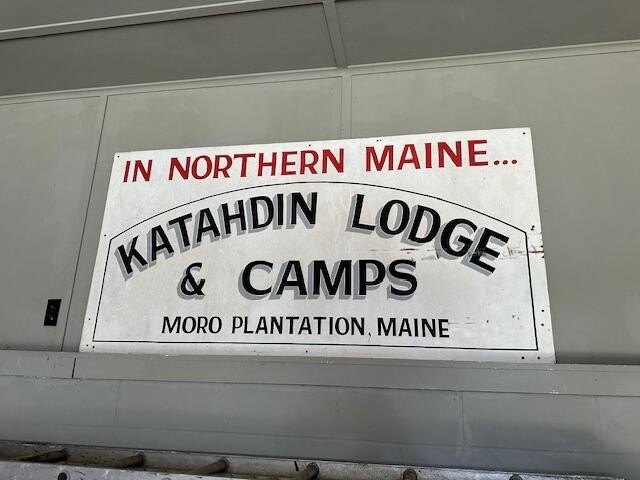 IN NORTHERN MAINE...
KATAHDIN LODGE
& CAMPS
MORO PLANTATION, MAINE